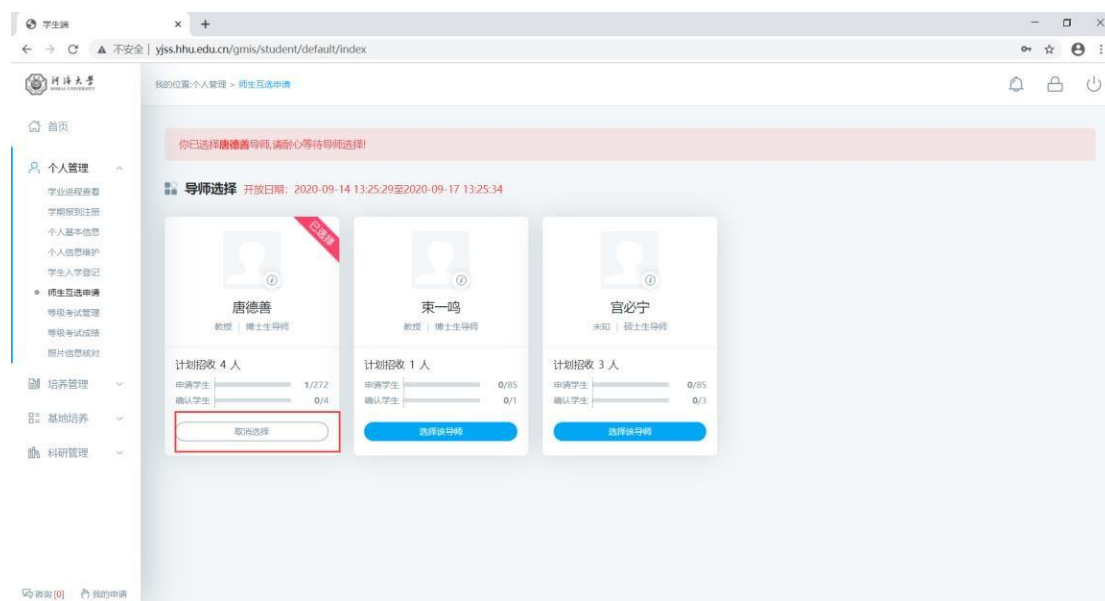 学生端
不安全 | yjss.hhu.edu.cn/gmis/student/default/index
河海大学
HOHAI UNIVERSITY
我的位置:个人管理 > 师生互选申请
首页
个人管理
学业进程查看
学期报到注册
个人基本信息
个人信息维护
学生入学登记
师生互选申请
等级考试管理
等级考试成绩
照片信息核对
培养管理
基地培养
科研管理
咨询[0] 我的申请
你已选择唐德善导师,请耐心等待导师选择!
导师选择 开放日期：2020-09-14 13:25:29至2020-09-17 13:25:34
已选择
唐德善
教授 | 博士生导师
计划招收 4 人
申请学生 1/272
确认学生 0/4
取消选择
束一鸣
教授 | 博士生导师
计划招收 1 人
申请学生 0/85
确认学生 0/1
选择该导师
宫必宁
未知 | 硕士生导师
计划招收 3 人
申请学生 0/85
确认学生 0/3
选择该导师